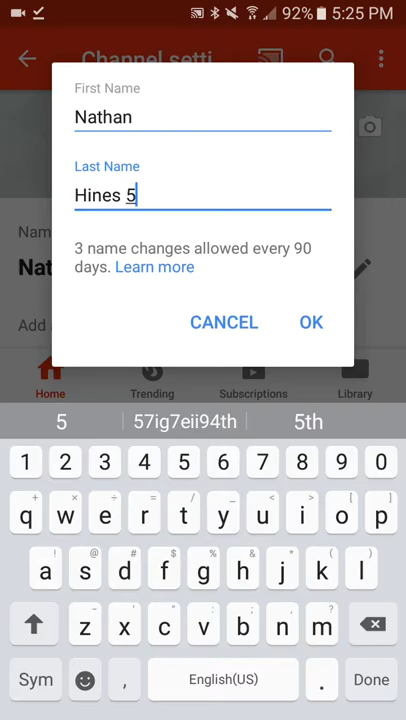 92% 5:25 PM
Channel setti
First Name
Nathan
Last Name
Hines 5
3 name changes allowed every 90
days. Learn more
CANCEL OK
Nam
Nat
Add
Home Trending Subscriptions Library
5 57ig7eii94th 5th
1 2 3 4 5 6 7 8 9 0
+ × ÷ = / _ < > [ ]
q w e r t y u i o p
! @ # $ % ^ & * ( )
a s d f g h j k l
- ' " : ; , ?
z x c v b n m
Sym , English(US) . Done